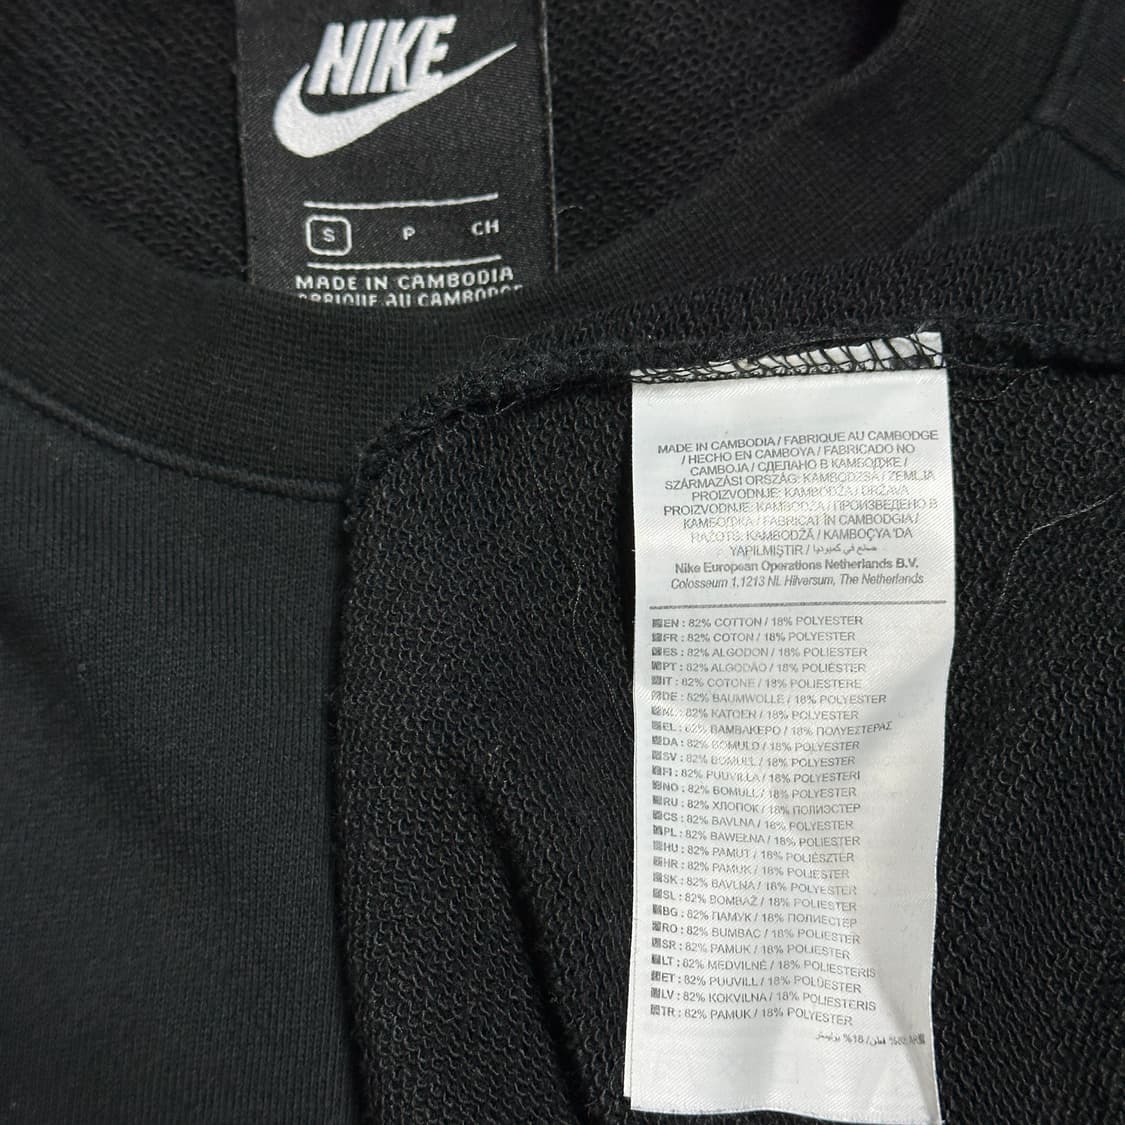 NIKE
S P CH
MADE IN CAMBODIA
FABRIQUE AU CAMBODGE
MADE IN CAMBODIA / FABRIQUE AU CAMBODGE
/ HECHO EN CAMBOYA / FABRICADO NO
CAMBOJA / СДЕЛАНО В КАМБОДЖЕ /
SZÁRMAZÁSI ORSZÁG: KAMBODZSA / ZEMLJA
PROIZVODNJE: KAMBODŽA / DRŽAVA
PROIZVODNJE: KAMBODŽA / ПРОИЗВЕДЕНО В
КАМБОДЖА / FABRICAT ÎN CAMBODGIA /
RAŽOTS: KAMBODŽĀ / KAMBOÇYA'DA
YAPILMIŞTIR / صنع في كمبوديا
Nike European Operations Netherlands B.V.
Colosseum 1,1213 NL Hilversum, The Netherlands
EN : 82% COTTON / 18% POLYESTER
FR : 82% COTON / 18% POLYESTER
ES : 82% ALGODON / 18% POLIESTER
PT : 82% ALGODÃO / 18% POLIÉSTER
IT : 82% COTONE / 18% POLIESTERE
DE : 82% BAUMWOLLE / 18% POLYESTER
NL : 82% KATOEN / 18% POLYESTER
EL : 82% ΒΑΜΒΑΚΕΡΟ / 18% ΠΟΛΥΕΣΤΕΡΑΣ
DA : 82% BOMULD / 18% POLYESTER
SV : 82% BOMULL / 18% POLYESTER
FI : 82% PUUVILLA / 18% POLYESTERI
NO : 82% BOMULL / 18% POLYESTER
RU : 82% ХЛОПОК / 18% ПОЛИЭСТЕР
CS : 82% BAVLNA / 18% POLYESTER
PL : 82% BAWEŁNA / 18% POLYESTER
HU : 82% PAMUT / 18% POLIÉSZTER
HR : 82% PAMUK / 18% POLIESTER
SK : 82% BAVLNA / 18% POLYESTER
SL : 82% BOMBAŽ / 18% POLIESTER
BG : 82% ПАМУК / 18% ПОЛИЕСТЕР
RO : 82% BUMBAC / 18% POLIESTER
SR : 82% PAMUK / 18% POLIESTER
LT : 82% MEDVILNĖ / 18% POLIESTERIS
ET : 82% PUUVILL / 18% POLÜESTER
LV : 82% KOKVILNA / 18% POLIESTERIS
TR : 82% PAMUK / 18% POLYESTER
AR %82 قطن / 18% بوليستر